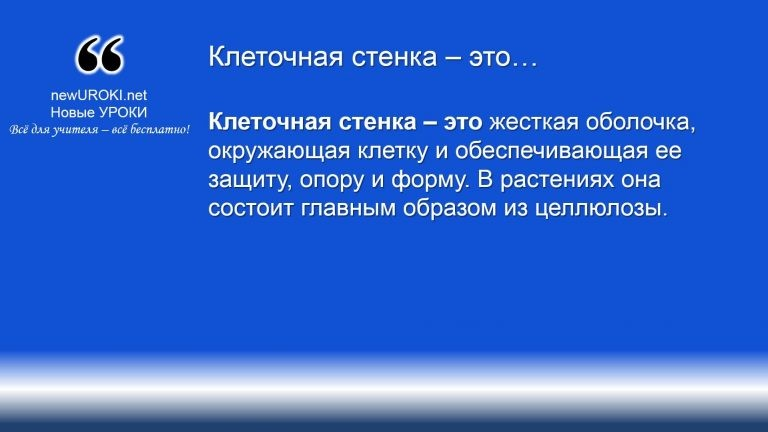 ❝
newUROKI.net
Новые УРОКИ
Всё для учителя – всё бесплатно!
Клеточная стенка – это…
Клеточная стенка – это жесткая оболочка,
окружающая клетку и обеспечивающая ее
защиту, опору и форму. В растениях она
состоит главным образом из целлюлозы.